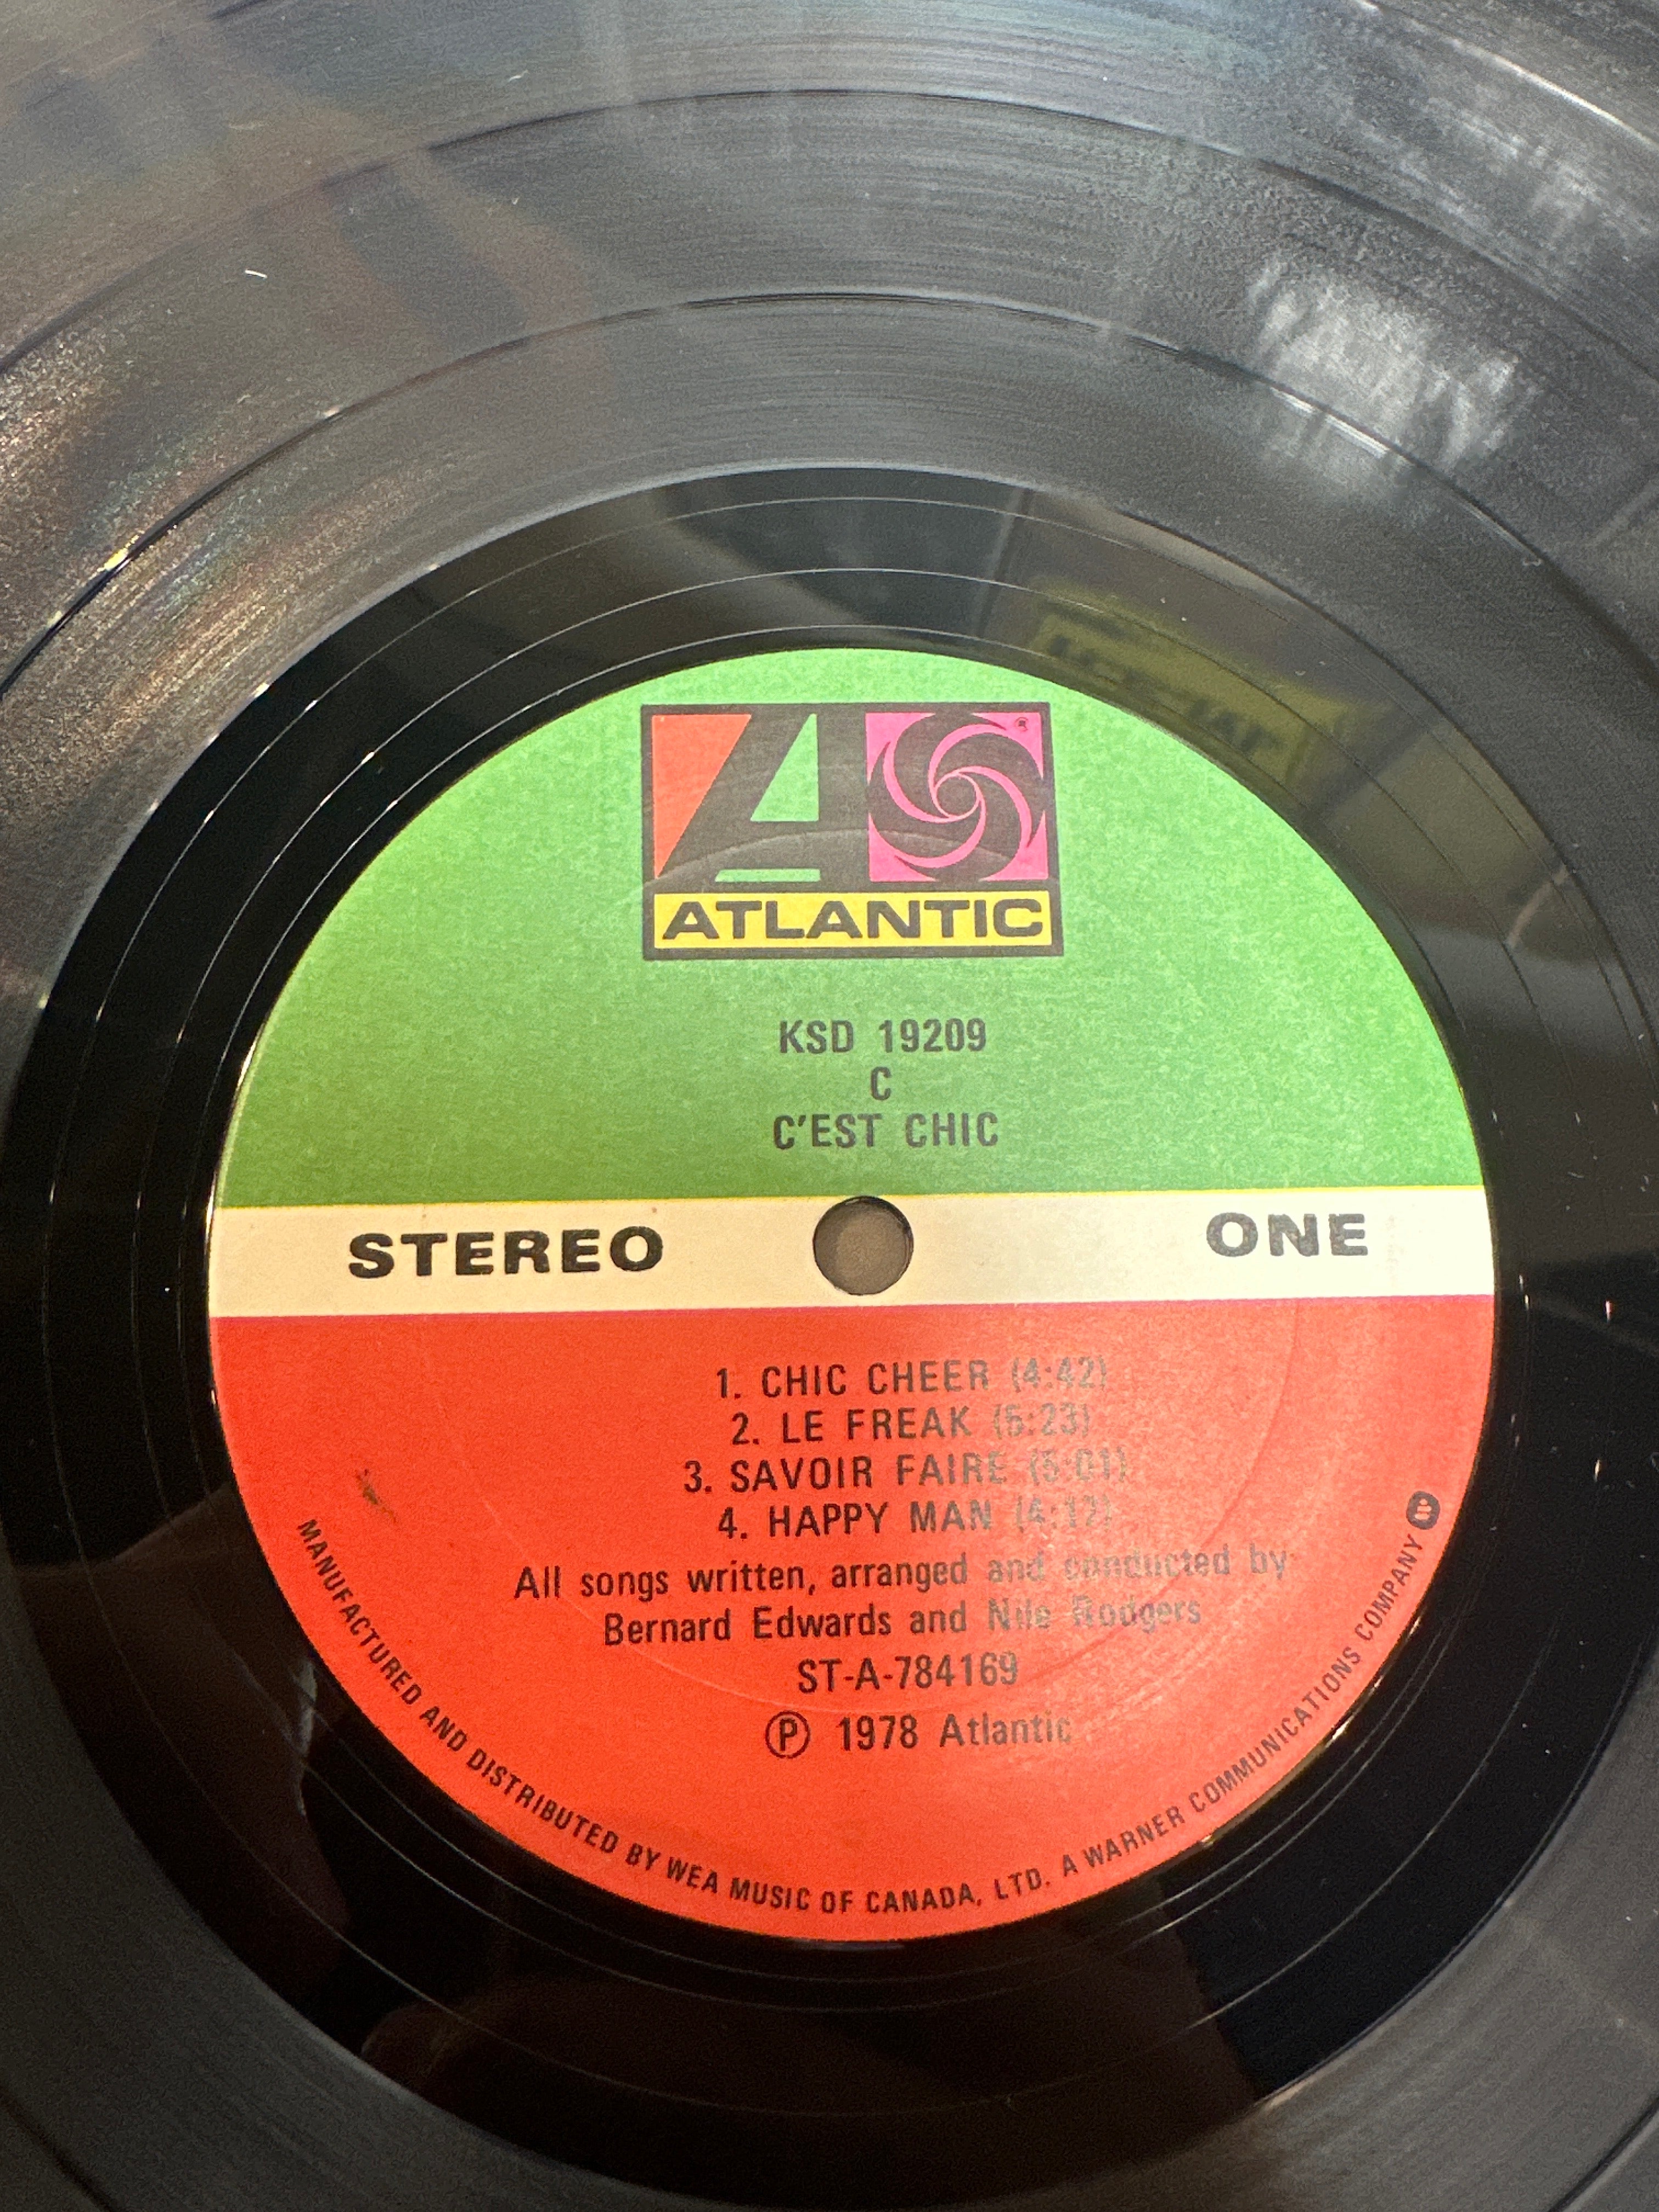 ATLANTIC
KSD 19209
C
C'EST CHIC
STEREO
ONE
1. CHIC CHEER (4:42)
2. LE FREAK (5:23)
3. SAVOIR FAIRE (5:01)
4. HAPPY MAN (4:12)
All songs written, arranged and conducted by
Bernard Edwards and Nile Rodgers
ST-A-784169
Ⓟ 1978 Atlantic
MANUFACTURED AND DISTRIBUTED BY WEA MUSIC OF CANADA, LTD. A WARNER COMMUNICATIONS COMPANY